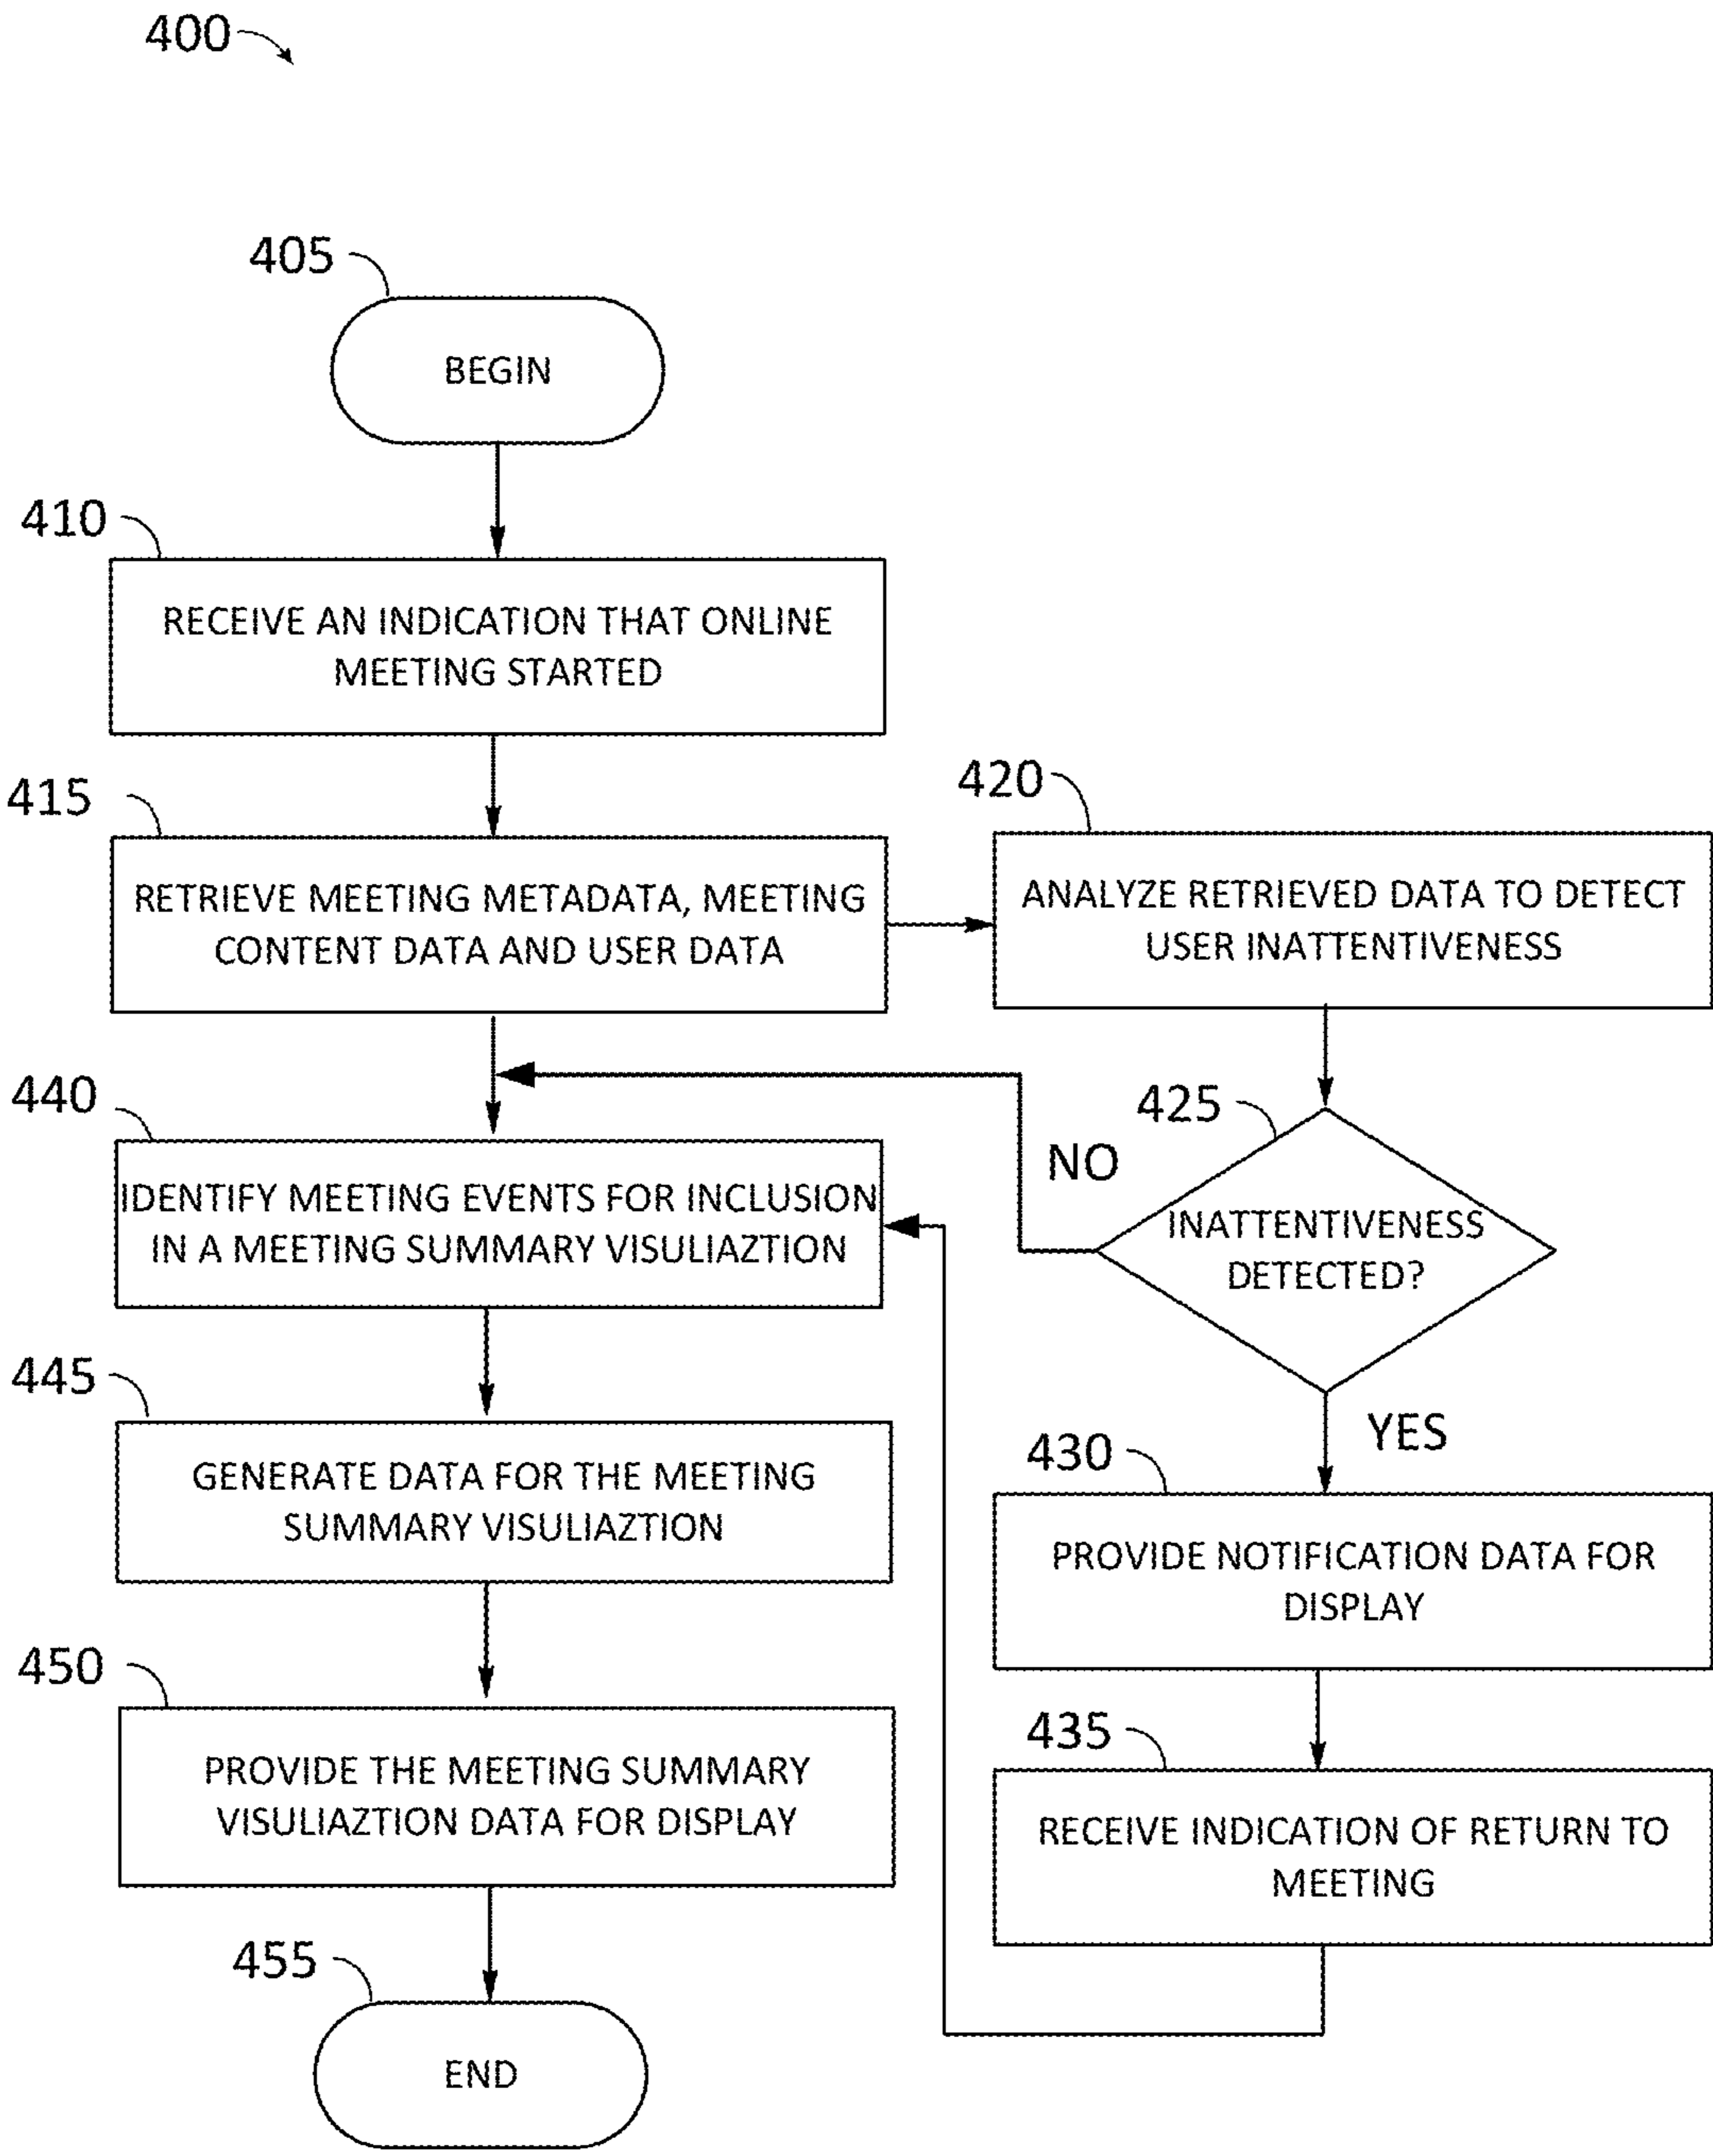 400
405
BEGIN
410
RECEIVE AN INDICATION THAT ONLINE
MEETING STARTED
415
RETRIEVE MEETING METADATA, MEETING
CONTENT DATA AND USER DATA
420
ANALYZE RETRIEVED DATA TO DETECT
USER INATTENTIVENESS
425
INATTENTIVENESS
DETECTED?
NO
YES
430
PROVIDE NOTIFICATION DATA FOR
DISPLAY
435
RECEIVE INDICATION OF RETURN TO
MEETING
440
IDENTIFY MEETING EVENTS FOR INCLUSION
IN A MEETING SUMMARY VISULIAZTION
445
GENERATE DATA FOR THE MEETING
SUMMARY VISULIAZTION
450
PROVIDE THE MEETING SUMMARY
VISULIAZTION DATA FOR DISPLAY
455
END